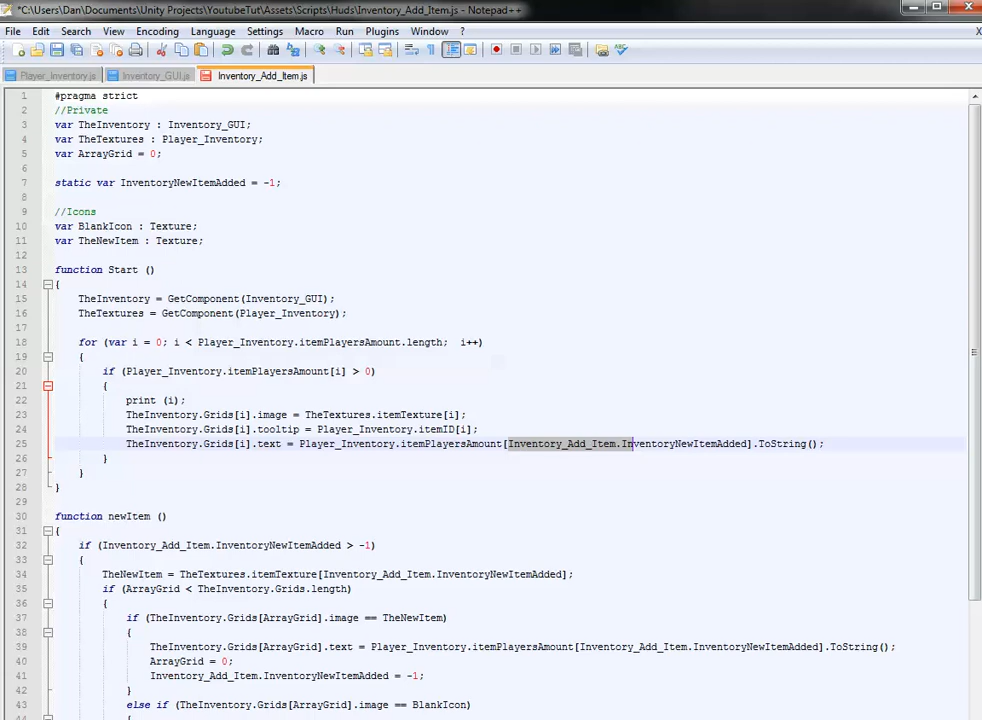 *C:\Users\Dan\Documents\Unity Projects\YoutubeTut\Assets\Scripts\Huds\Inventory_Add_Item.js - Notepad++
File Edit Search View Encoding Language Settings Macro Run Plugins Window ? X
Player_Inventory.js Inventory_GUI.js Inventory_Add_Item.js
1 #pragma strict
2 //Private
3 var TheInventory : Inventory_GUI;
4 var TheTextures : Player_Inventory;
5 var ArrayGrid = 0;
6
7 static var InventoryNewItemAdded = -1;
8
9 //Icons
10 var BlankIcon : Texture;
11 var TheNewItem : Texture;
12
13 function Start ()
14 {
15 TheInventory = GetComponent(Inventory_GUI);
16 TheTextures = GetComponent(Player_Inventory);
17
18 for (var i = 0; i < Player_Inventory.itemPlayersAmount.length; i++)
19 {
20 if (Player_Inventory.itemPlayersAmount[i] > 0)
21 {
22 print (i);
23 TheInventory.Grids[i].image = TheTextures.itemTexture[i];
24 TheInventory.Grids[i].tooltip = Player_Inventory.itemID[i];
25 TheInventory.Grids[i].text = Player_Inventory.itemPlayersAmount[Inventory_Add_Item.InventoryNewItemAdded].ToString();
26 }
27 }
28 }
29
30 function newItem ()
31 {
32 if (Inventory_Add_Item.InventoryNewItemAdded > -1)
33 {
34 TheNewItem = TheTextures.itemTexture[Inventory_Add_Item.InventoryNewItemAdded];
35 if (ArrayGrid < TheInventory.Grids.length)
36 {
37 if (TheInventory.Grids[ArrayGrid].image == TheNewItem)
38 {
39 TheInventory.Grids[ArrayGrid].text = Player_Inventory.itemPlayersAmount[Inventory_Add_Item.InventoryNewItemAdded].ToString();
40 ArrayGrid = 0;
41 Inventory_Add_Item.InventoryNewItemAdded = -1;
42 }
43 else if (TheInventory.Grids[ArrayGrid].image == BlankIcon)
44 {